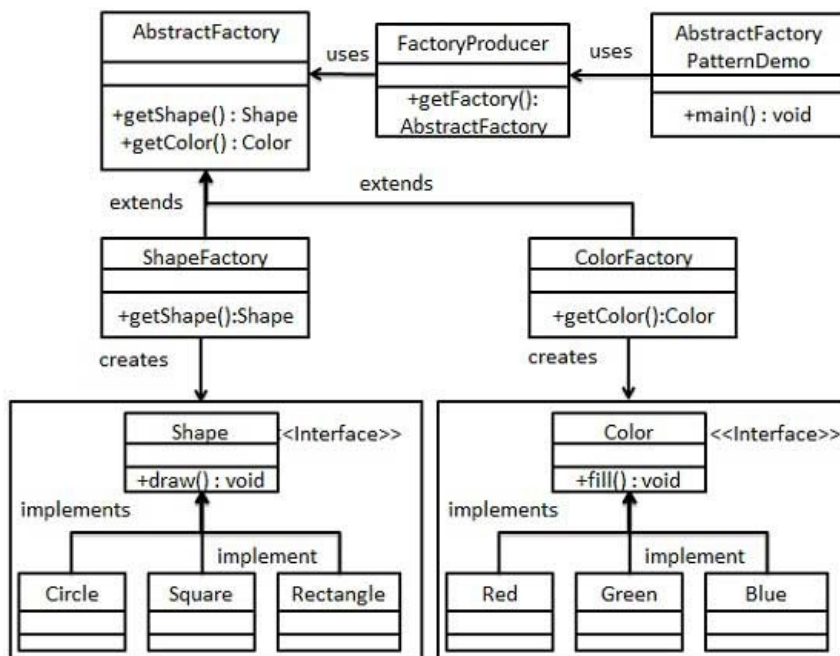 AbstractFactory
+getShape() : Shape
+getColor() : Color
uses
FactoryProducer
+getFactory():
AbstractFactory
uses
AbstractFactory
PatternDemo
+main() : void
extends
extends
ShapeFactory
+getShape():Shape
ColorFactory
+getColor():Color
creates
creates
Shape
<<Interface>>
+draw() : void
implements
implement
Circle
Square
Rectangle
Color
<<Interface>>
+fill() : void
implements
implement
Red
Green
Blue